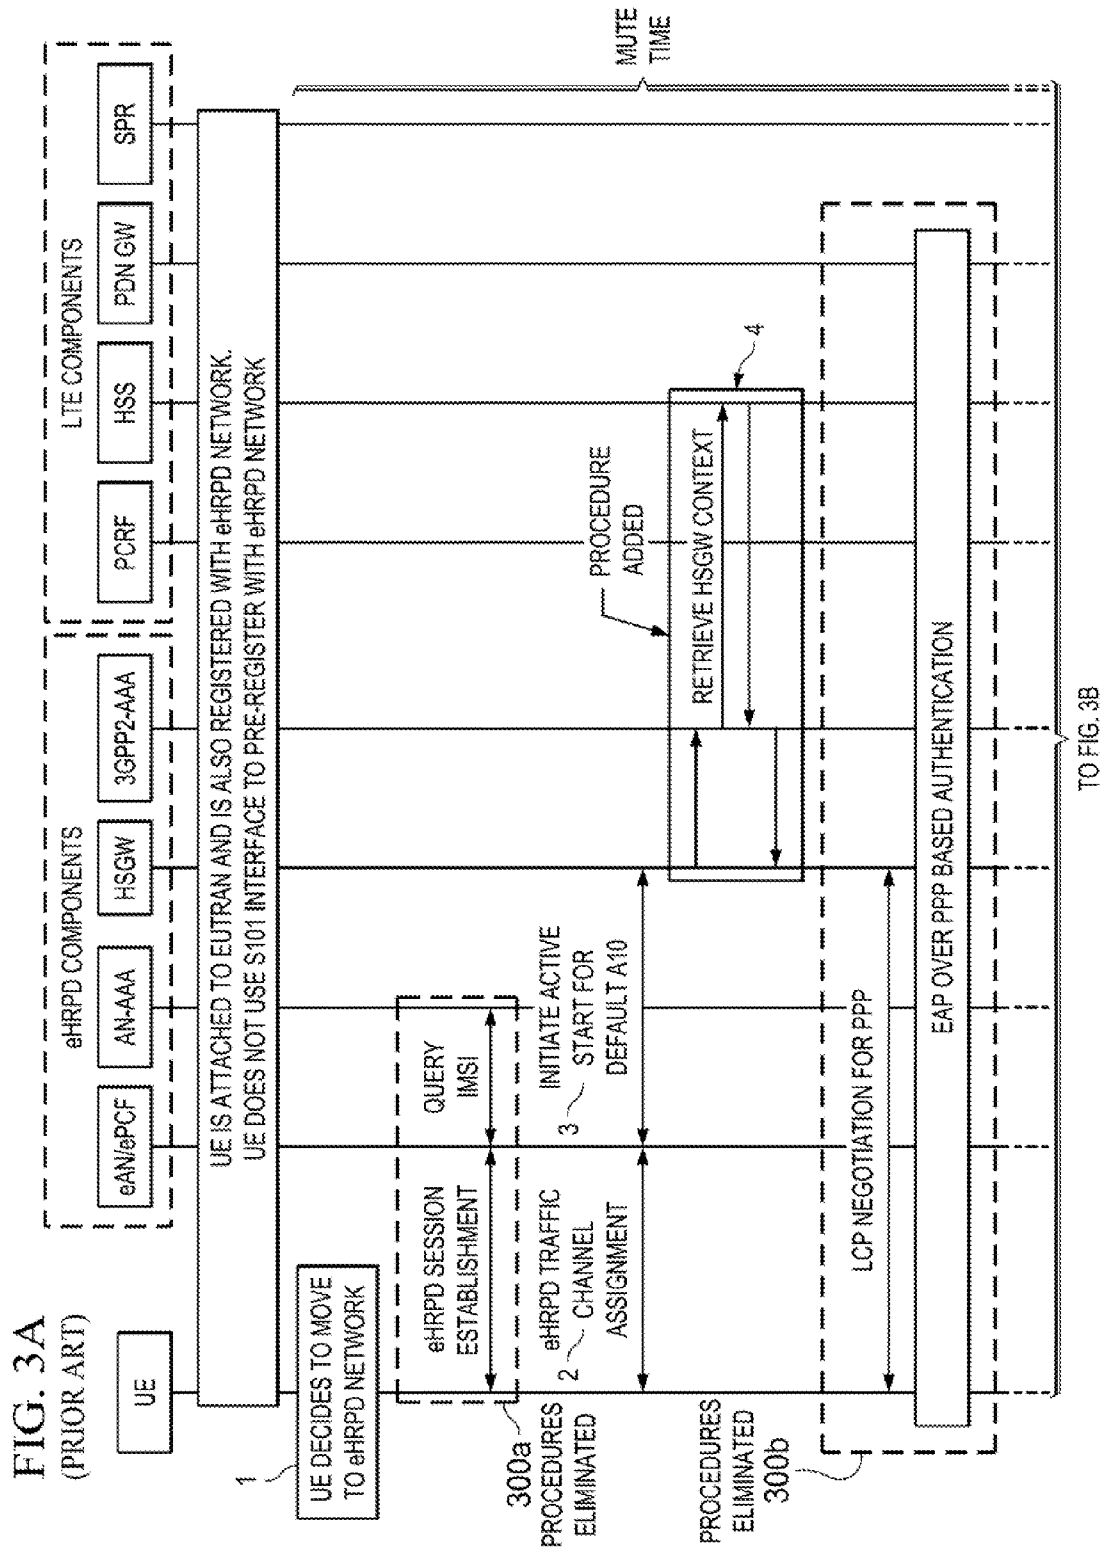 FIG. 3A
(PRIOR ART)
eHRPD COMPONENTS
LTE COMPONENTS
UE
eAN/ePCF
AN-AAA
HSGW
3GPP2-AAA
PCRF
HSS
PDN GW
SPR
UE IS ATTACHED TO EUTRAN AND IS ALSO REGISTERED WITH eHRPD NETWORK.
UE DOES NOT USE S101 INTERFACE TO PRE-REGISTER WITH eHRPD NETWORK
1
UE DECIDES TO MOVE
TO eHRPD NETWORK
MUTE
TIME
eHRPD SESSION
ESTABLISHMENT
QUERY
IMSI
300a
PROCEDURES
ELIMINATED
eHRPD TRAFFIC
2 CHANNEL
ASSIGNMENT
INITIATE ACTIVE
3 START FOR
DEFAULT A10
PROCEDURE
ADDED
RETRIEVE HSGW CONTEXT
4
PROCEDURES
ELIMINATED
300b
LCP NEGOTIATION FOR PPP
EAP OVER PPP BASED AUTHENTICATION
TO FIG. 3B